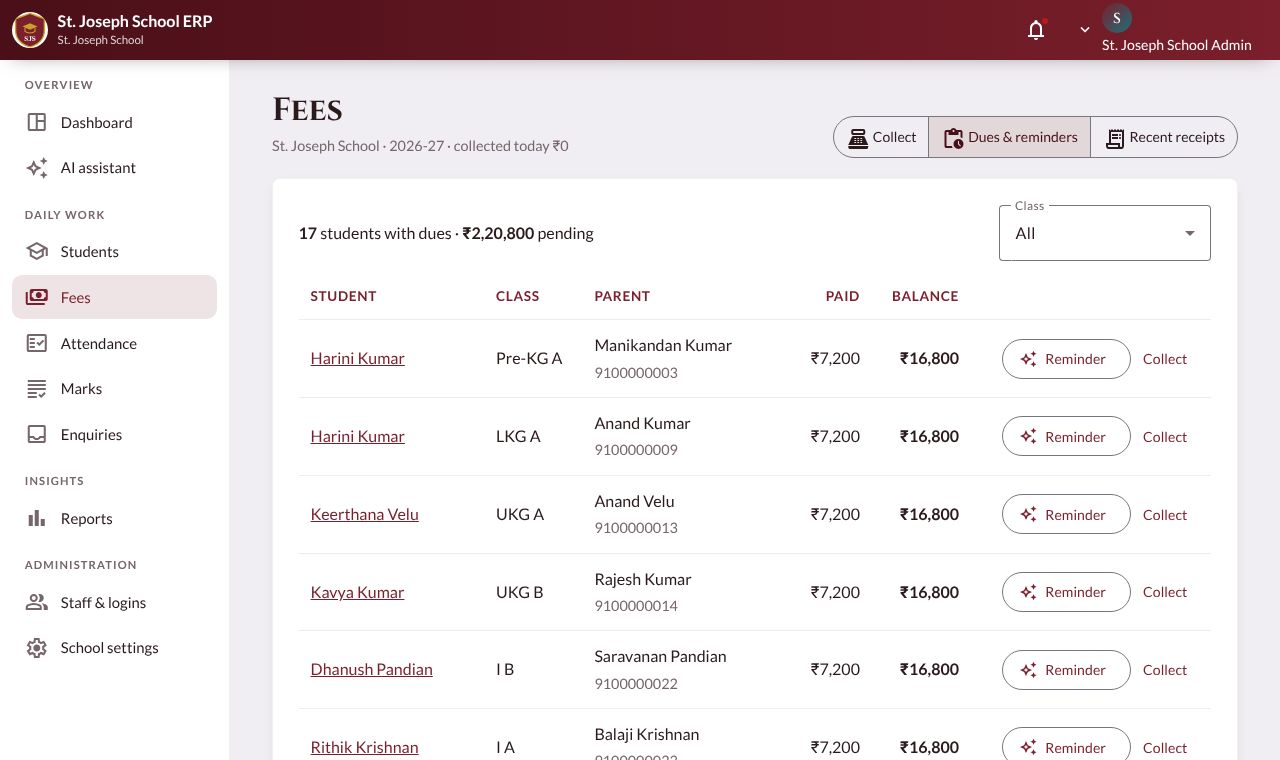 St. Joseph School ERP
St. Joseph School
SJS
S
St. Joseph School Admin
OVERVIEW
Dashboard
AI assistant
DAILY WORK
Students
Fees
Attendance
Marks
Enquiries
INSIGHTS
Reports
ADMINISTRATION
Staff & logins
School settings
FEES
St. Joseph School · 2026-27 · collected today ₹0
Collect
Dues & reminders
Recent receipts
17 students with dues · ₹2,20,800 pending
Class
All
STUDENT CLASS PARENT PAID BALANCE
Harini Kumar Pre-KG A Manikandan Kumar ₹7,200 ₹16,800 Reminder Collect
9100000003
Harini Kumar LKG A Anand Kumar ₹7,200 ₹16,800 Reminder Collect
9100000009
Keerthana Velu UKG A Anand Velu ₹7,200 ₹16,800 Reminder Collect
9100000013
Kavya Kumar UKG B Rajesh Kumar ₹7,200 ₹16,800 Reminder Collect
9100000014
Dhanush Pandian I B Saravanan Pandian ₹7,200 ₹16,800 Reminder Collect
9100000022
Rithik Krishnan I A Balaji Krishnan ₹7,200 ₹16,800 Reminder Collect